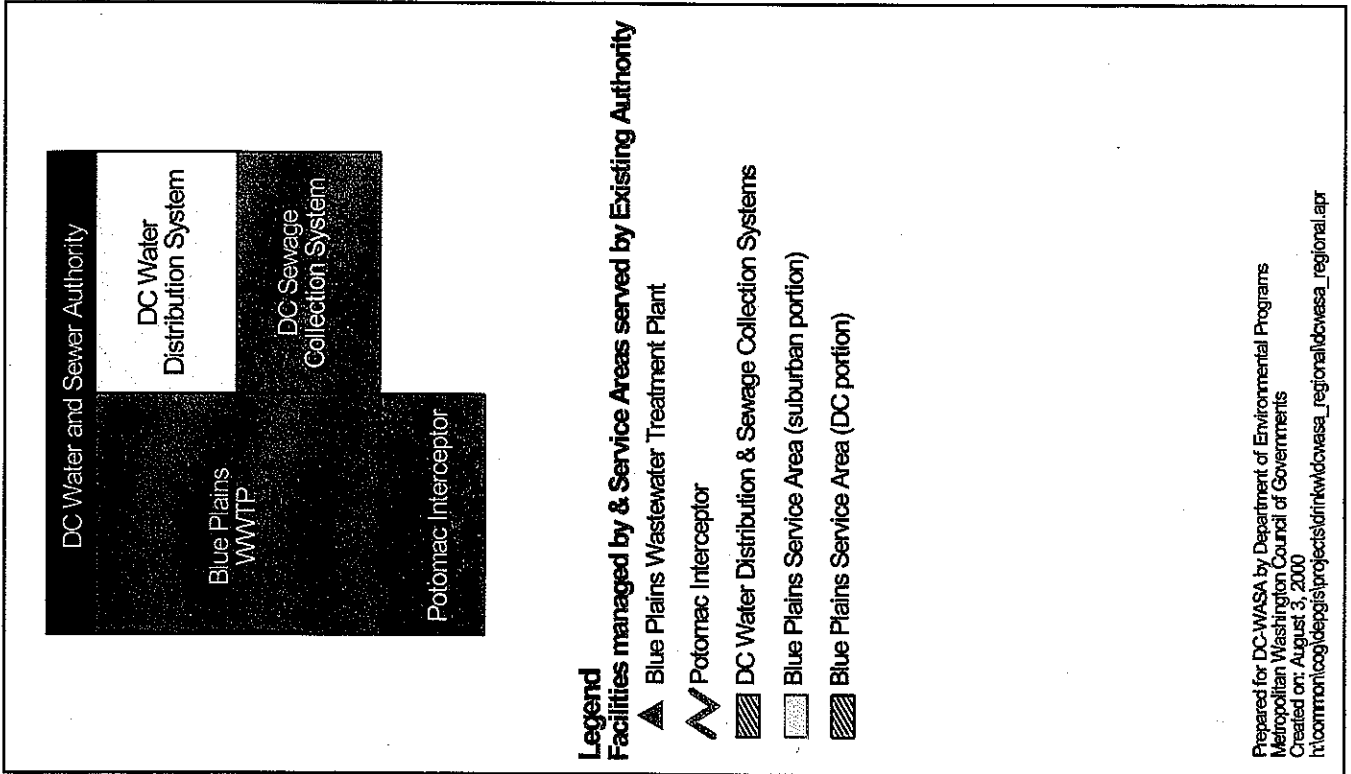 DC Water and Sewer Authority
Blue Plains
WWTP
DC Water
Distribution System
DC Sewage
Collection System
Potomac Interceptor
Legend
Facilities managed by & Service Areas served by Existing Authority
Blue Plains Wastewater Treatment Plant
Potomac Interceptor
DC Water Distribution & Sewage Collection Systems
Blue Plains Service Area (suburban portion)
Blue Plains Service Area (DC portion)
Prepared for DC-WASA by Department of Environmental Programs
Metropolitan Washington Council of Governments
Created on: August 3, 2000
h:\common\cog\depgis\projects\drinkw\dcwasa_regional\dcwasa_regional.apr